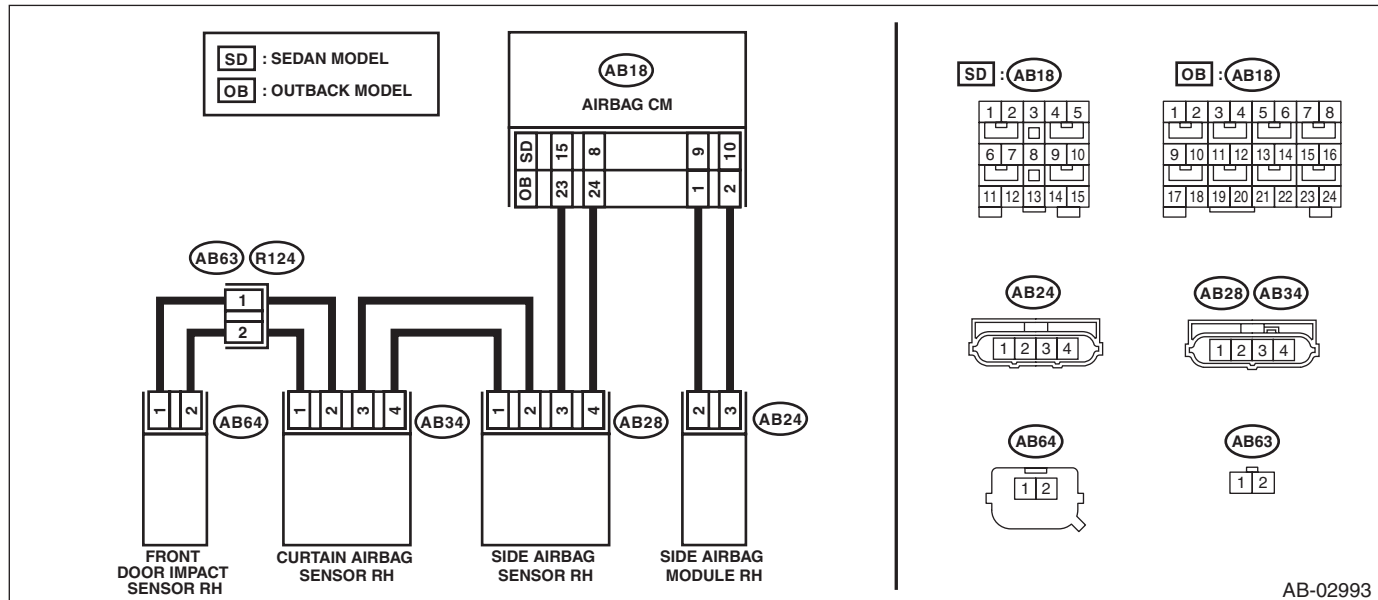 SD : SEDAN MODEL
OB : OUTBACK MODEL
AB18
AIRBAG CM
SD 15 8 9 10
OB 23 24 1 2
AB63 R124
1
2
1 2 AB64
1 2 3 4 AB34
1 2 3 4 AB28
2 3 AB24
FRONT
DOOR IMPACT
SENSOR RH
CURTAIN AIRBAG
SENSOR RH
SIDE AIRBAG
SENSOR RH
SIDE AIRBAG
MODULE RH
SD : AB18
1 2 3 4 5
6 7 8 9 10
11 12 13 14 15
OB : AB18
1 2 3 4 5 6 7 8
9 10 11 12 13 14 15 16
17 18 19 20 21 22 23 24
AB24
1 2 3 4
AB28 AB34
1 2 3 4
AB64
1 2
AB63
1 2
AB-02993